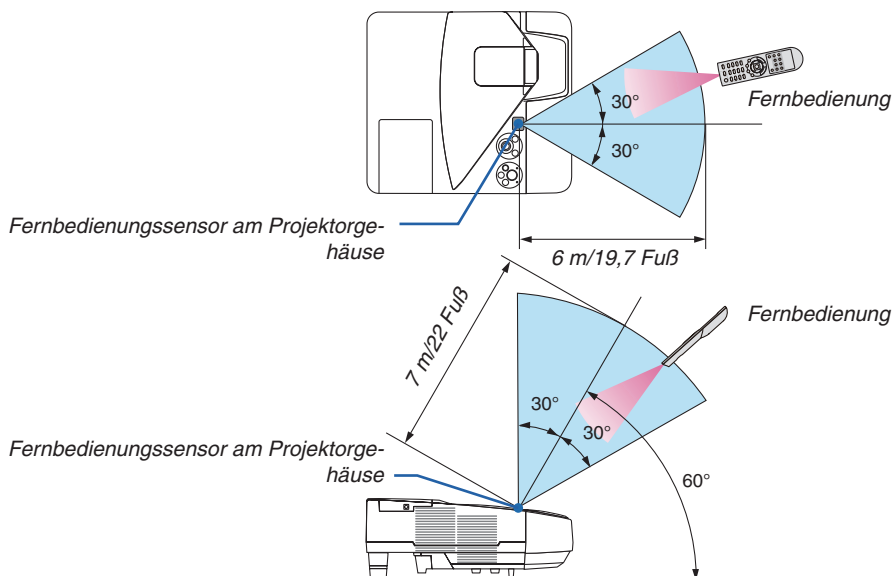 30°
Fernbedienung
30°
Fernbedienungssensor am Projektorge-
häuse
6 m/19,7 Fuß
Fernbedienung
7 m/22 Fuß
30°
30°
Fernbedienungssensor am Projektorge-
häuse
60°